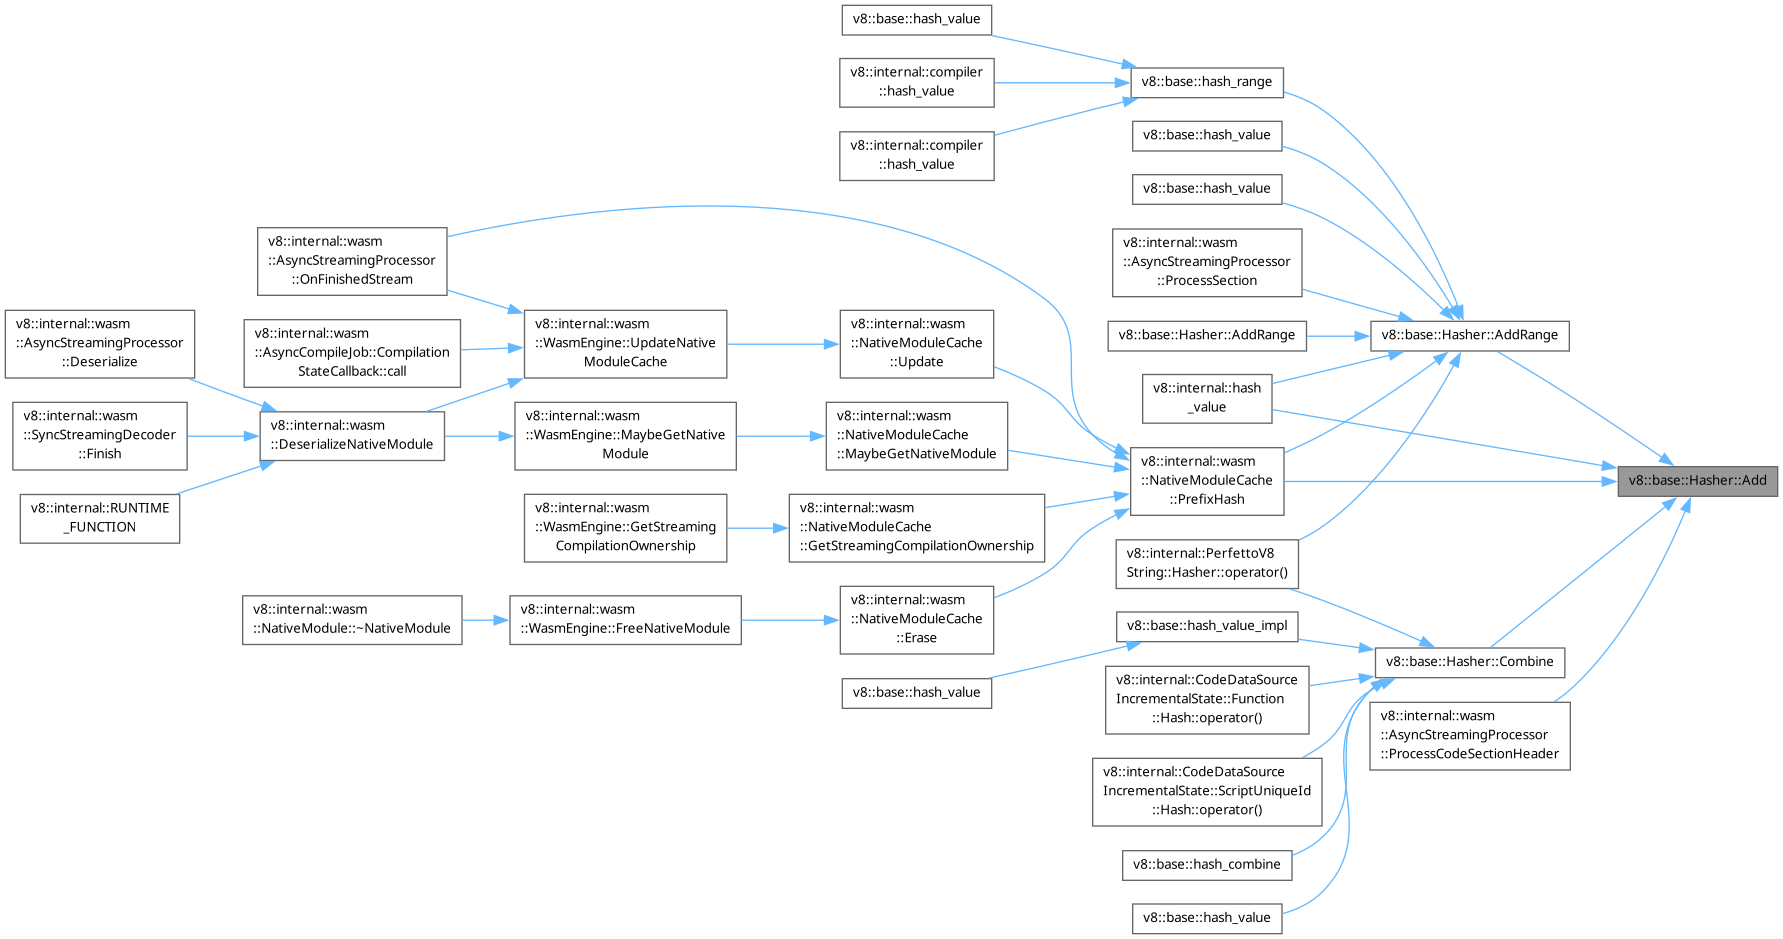 v8::base::hash_value
v8::internal::compiler
::hash_value
v8::internal::compiler
::hash_value
v8::base::hash_range
v8::base::hash_value
v8::base::hash_value
v8::internal::wasm
::AsyncStreamingProcessor
::ProcessSection
v8::base::Hasher::AddRange
v8::internal::hash
_value
v8::base::Hasher::AddRange
v8::base::Hasher::Add
v8::internal::wasm
::AsyncStreamingProcessor
::OnFinishedStream
v8::internal::wasm
::AsyncStreamingProcessor
::Deserialize
v8::internal::wasm
::AsyncCompileJob::Compilation
StateCallback::call
v8::internal::wasm
::WasmEngine::UpdateNative
ModuleCache
v8::internal::wasm
::NativeModuleCache
::Update
v8::internal::wasm
::SyncStreamingDecoder
::Finish
v8::internal::wasm
::DeserializeNativeModule
v8::internal::wasm
::WasmEngine::MaybeGetNative
Module
v8::internal::wasm
::NativeModuleCache
::MaybeGetNativeModule
v8::internal::wasm
::NativeModuleCache
::PrefixHash
v8::internal::RUNTIME
_FUNCTION
v8::internal::wasm
::WasmEngine::GetStreaming
CompilationOwnership
v8::internal::wasm
::NativeModuleCache
::GetStreamingCompilationOwnership
v8::internal::PerfettoV8
String::Hasher::operator()
v8::internal::wasm
::NativeModule::~NativeModule
v8::internal::wasm
::WasmEngine::FreeNativeModule
v8::internal::wasm
::NativeModuleCache
::Erase
v8::base::hash_value_impl
v8::base::hash_value
v8::base::Hasher::Combine
v8::internal::CodeDataSource
IncrementalState::Function
::Hash::operator()
v8::internal::wasm
::AsyncStreamingProcessor
::ProcessCodeSectionHeader
v8::internal::CodeDataSource
IncrementalState::ScriptUniqueId
::Hash::operator()
v8::base::hash_combine
v8::base::hash_value